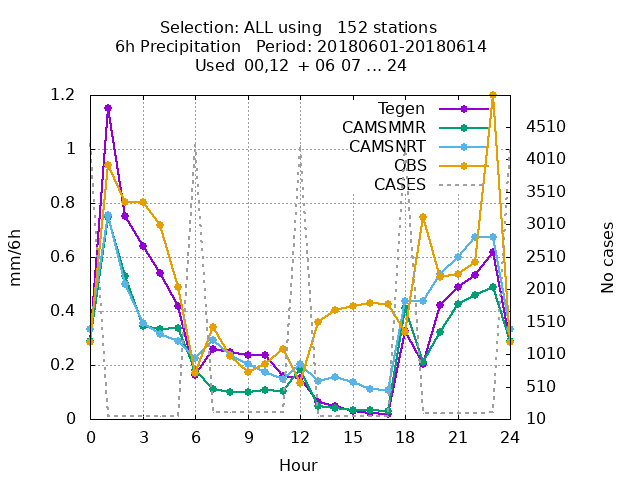 Selection: ALL using   152 stations
6h Precipitation   Period: 20180601-20180614
Used  00,12  + 06 07 ... 24
Tegen
CAMSMMR
CAMSNRT
OBS
CASES
1.2
1
0.8
0.6
0.4
0.2
0
4510
4010
3510
3010
2510
2010
1510
1010
510
10
mm/6h
No cases
0 3 6 9 12 15 18 21 24
Hour